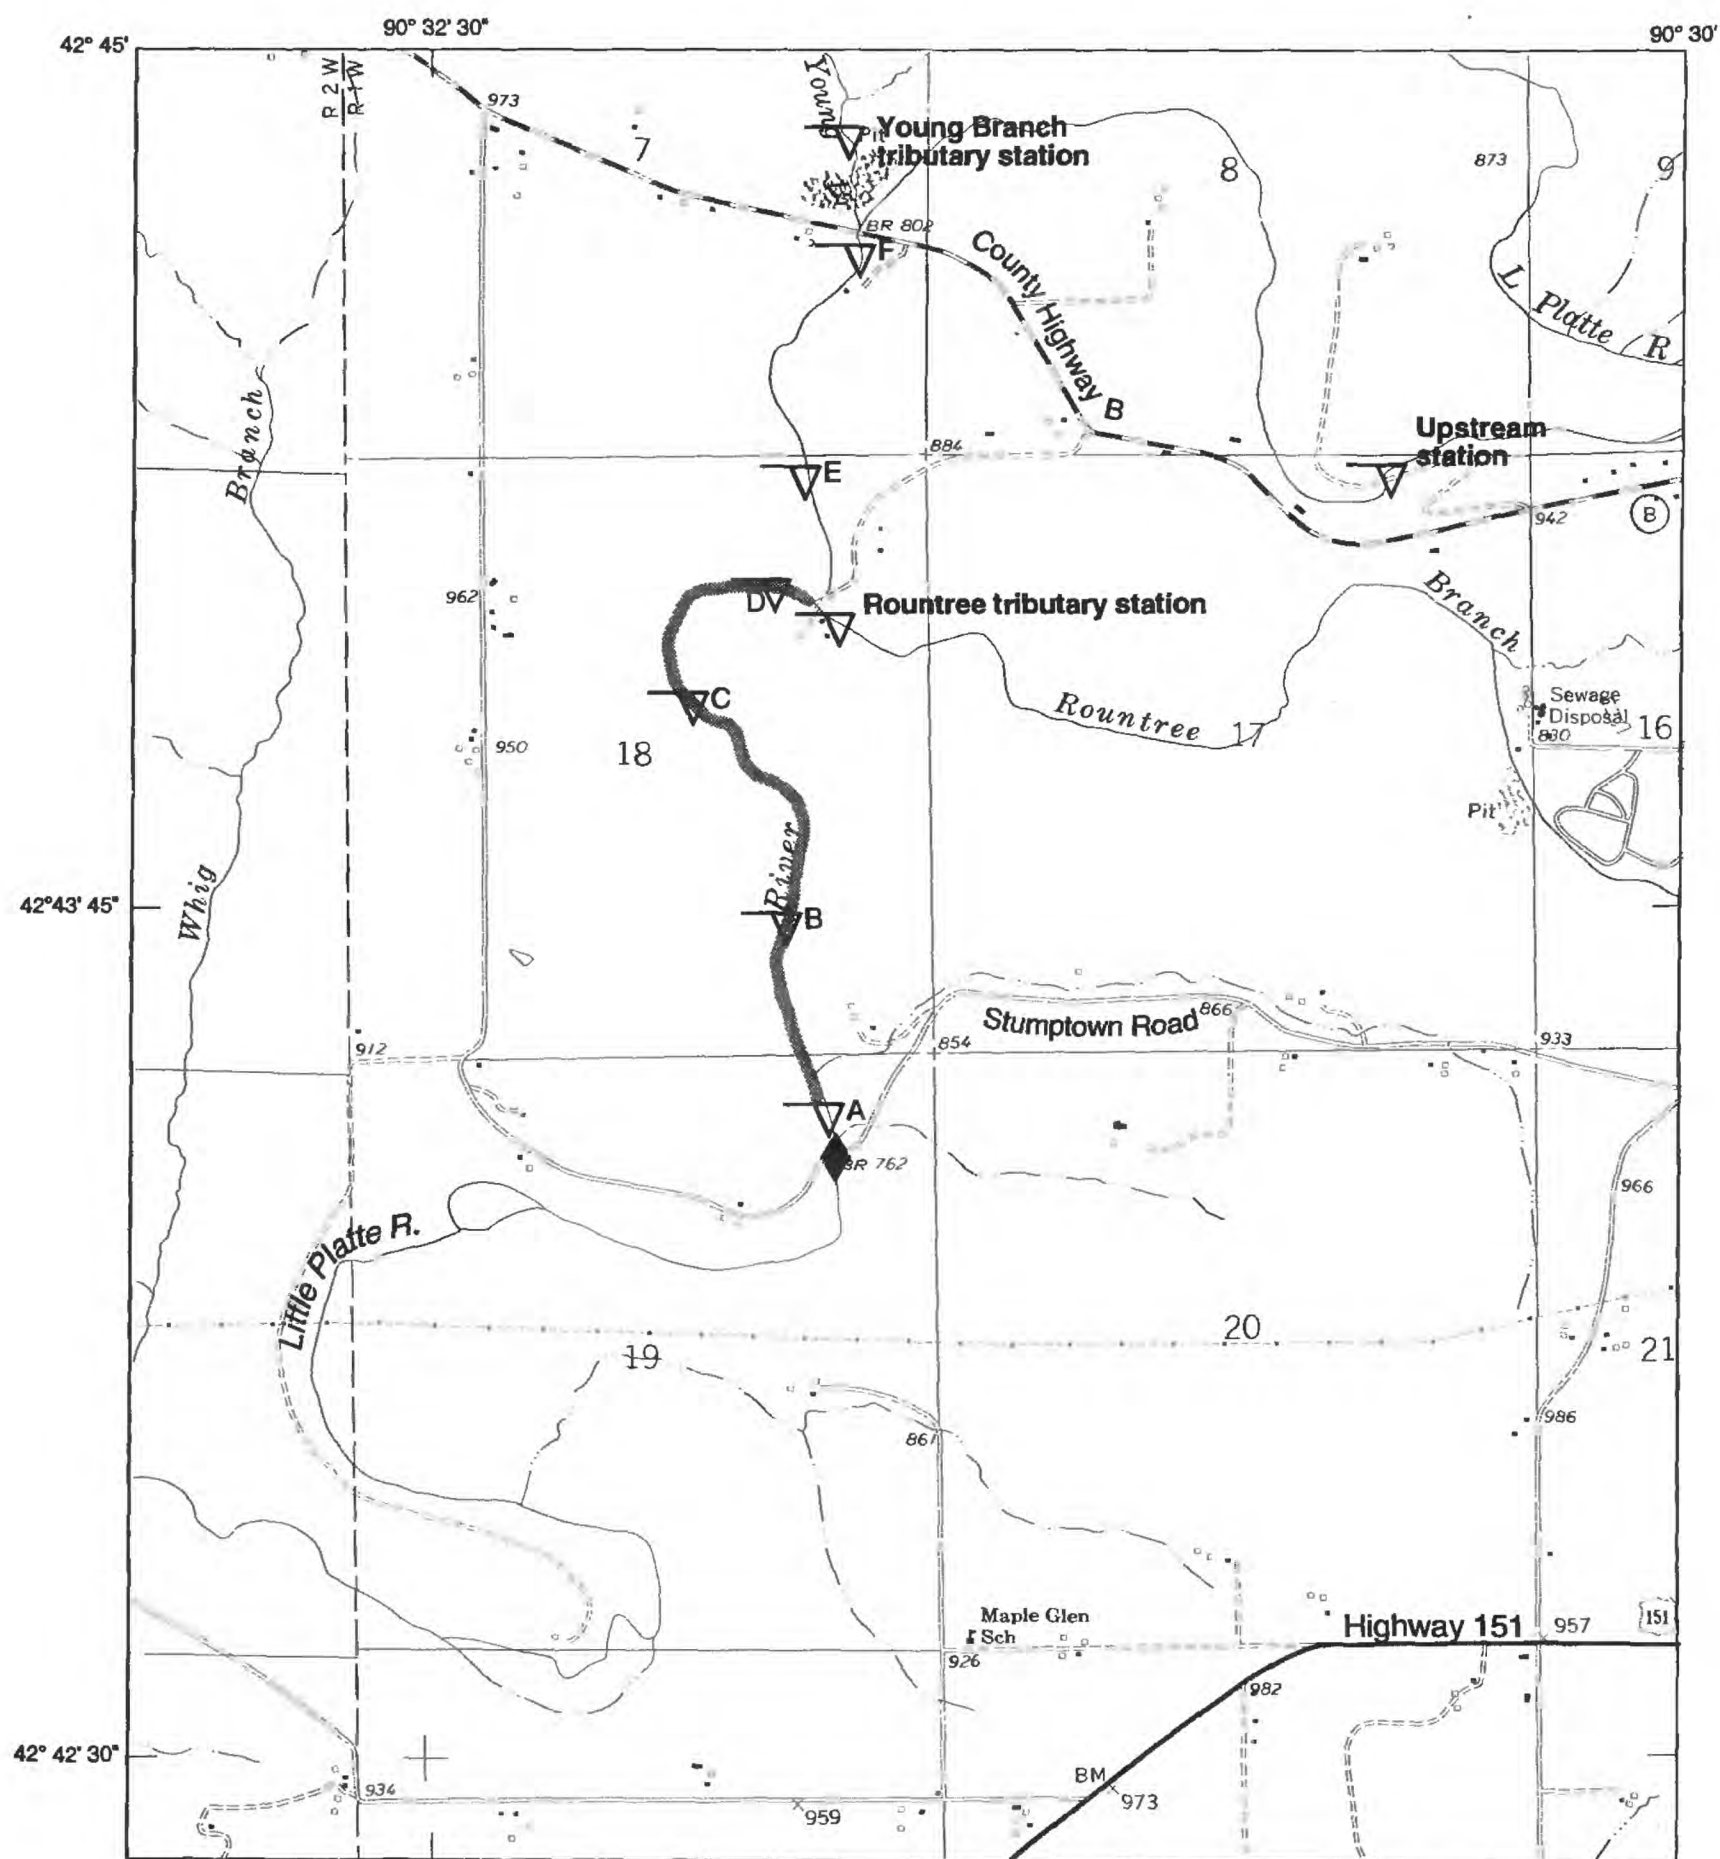 90° 32' 30"
42° 45'
90° 30'
R 2 W
R 1 W
973
7
Young
Pit
Young Branch
tributary station
8
873
9
BR 802
F
County Highway B
L Platte R
Branch
884
E
Upstream
station
942
B
962
D
Rountree tributary station
Branch
C
Rountree
17
Sewage
Disposal
830
16
18
950
Pit
River
Whig
42°43' 45"
B
Stumptown Road
866
912
854
933
A
BR 762
966
Little Platte R.
19
20
21
861
986
Maple Glen
Sch
Highway 151
957
151
926
982
42° 42' 30"
934
BM
973
959